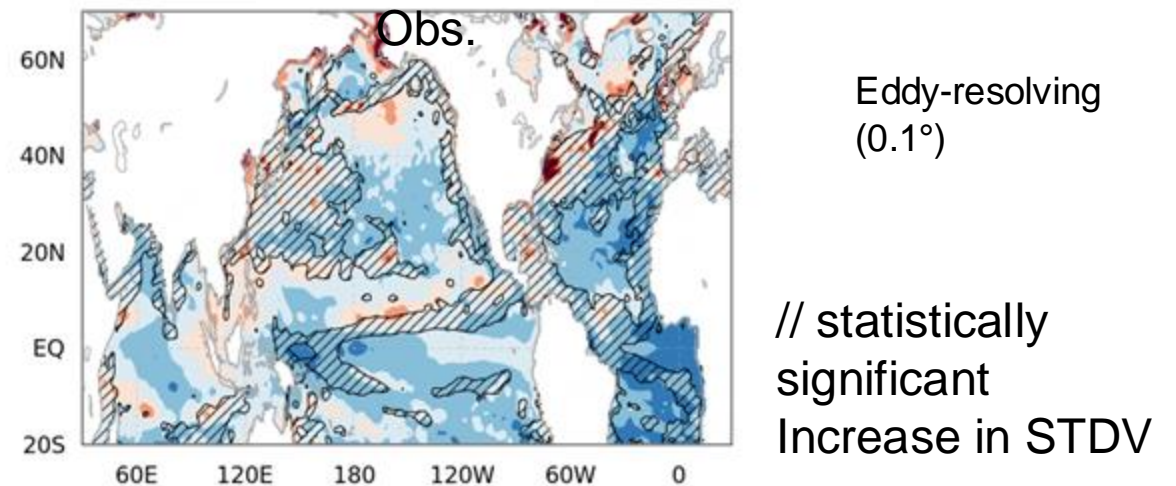 Obs.
60N
40N
20N
EQ
20S
60E 120E 180 120W 60W 0
Eddy-resolving
(0.1°)
// statistically
significant
Increase in STDV